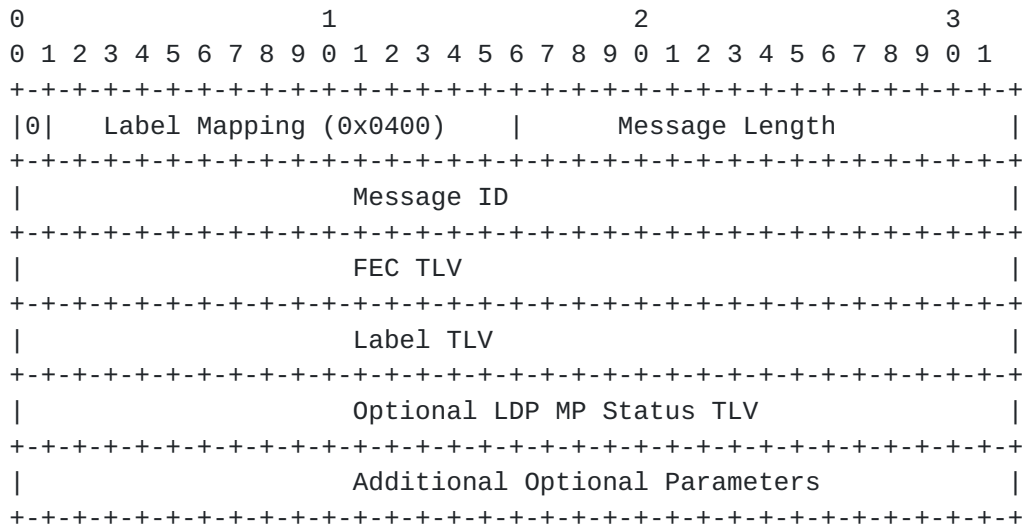 0                   1                   2                   3
0 1 2 3 4 5 6 7 8 9 0 1 2 3 4 5 6 7 8 9 0 1 2 3 4 5 6 7 8 9 0 1
+-+-+-+-+-+-+-+-+-+-+-+-+-+-+-+-+-+-+-+-+-+-+-+-+-+-+-+-+-+-+-+-+
|0|   Label Mapping (0x0400)    |      Message Length           |
+-+-+-+-+-+-+-+-+-+-+-+-+-+-+-+-+-+-+-+-+-+-+-+-+-+-+-+-+-+-+-+-+
|                     Message ID                                |
+-+-+-+-+-+-+-+-+-+-+-+-+-+-+-+-+-+-+-+-+-+-+-+-+-+-+-+-+-+-+-+-+
|                     FEC TLV                                   |
+-+-+-+-+-+-+-+-+-+-+-+-+-+-+-+-+-+-+-+-+-+-+-+-+-+-+-+-+-+-+-+-+
|                     Label TLV                                 |
+-+-+-+-+-+-+-+-+-+-+-+-+-+-+-+-+-+-+-+-+-+-+-+-+-+-+-+-+-+-+-+-+
|                     Optional LDP MP Status TLV                |
+-+-+-+-+-+-+-+-+-+-+-+-+-+-+-+-+-+-+-+-+-+-+-+-+-+-+-+-+-+-+-+-+
|                     Additional Optional Parameters            |
+-+-+-+-+-+-+-+-+-+-+-+-+-+-+-+-+-+-+-+-+-+-+-+-+-+-+-+-+-+-+-+-+